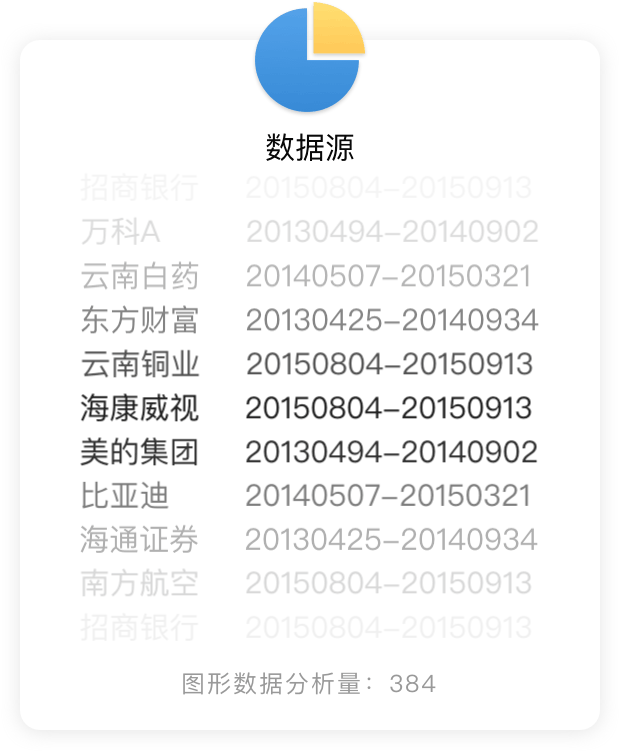 数据源
招商银行 20150804-20150913
万科A 20130494-20140902
云南白药 20140507-20150321
东方财富 20130425-20140934
云南铜业 20150804-20150913
海康威视 20150804-20150913
美的集团 20130494-20140902
比亚迪 20140507-20150321
海通证券 20130425-20140934
南方航空 20150804-20150913
招商银行 20150804-20150913
图形数据分析量：384